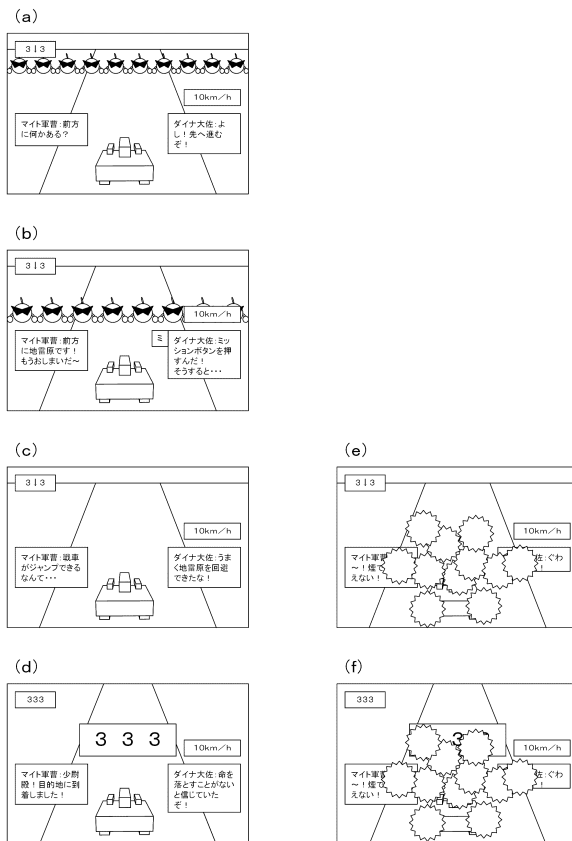 (a)
3↓3
10km/h
マイト軍曹:前方
に何かある?
ダイナ大佐:よ
し!先へ進む
ぞ!
(b)
3↓3
10km/h
マイト軍曹:前方
に地雷原です!
もうおしまいだ~
ミ
ダイナ大佐:ミッ
ションボタンを押
すんだ!
そうすると・・・
(c)
3↓3
10km/h
マイト軍曹:戦車
がジャンプできる
なんて・・・
ダイナ大佐:うま
く地雷原を回避
できたな!
(e)
3↓3
10km/h
マイト軍曹
~!煙で
えない!
佐:ぐわ
!
(d)
333
3 3 3
10km/h
マイト軍曹:少尉
殿!目的地に到
着しました!
ダイナ大佐:命を
落とすことがない
と信じていた
ぞ!
(f)
333
3
10km/h
マイト軍曹
~!煙で
えない!
佐:ぐわ
!